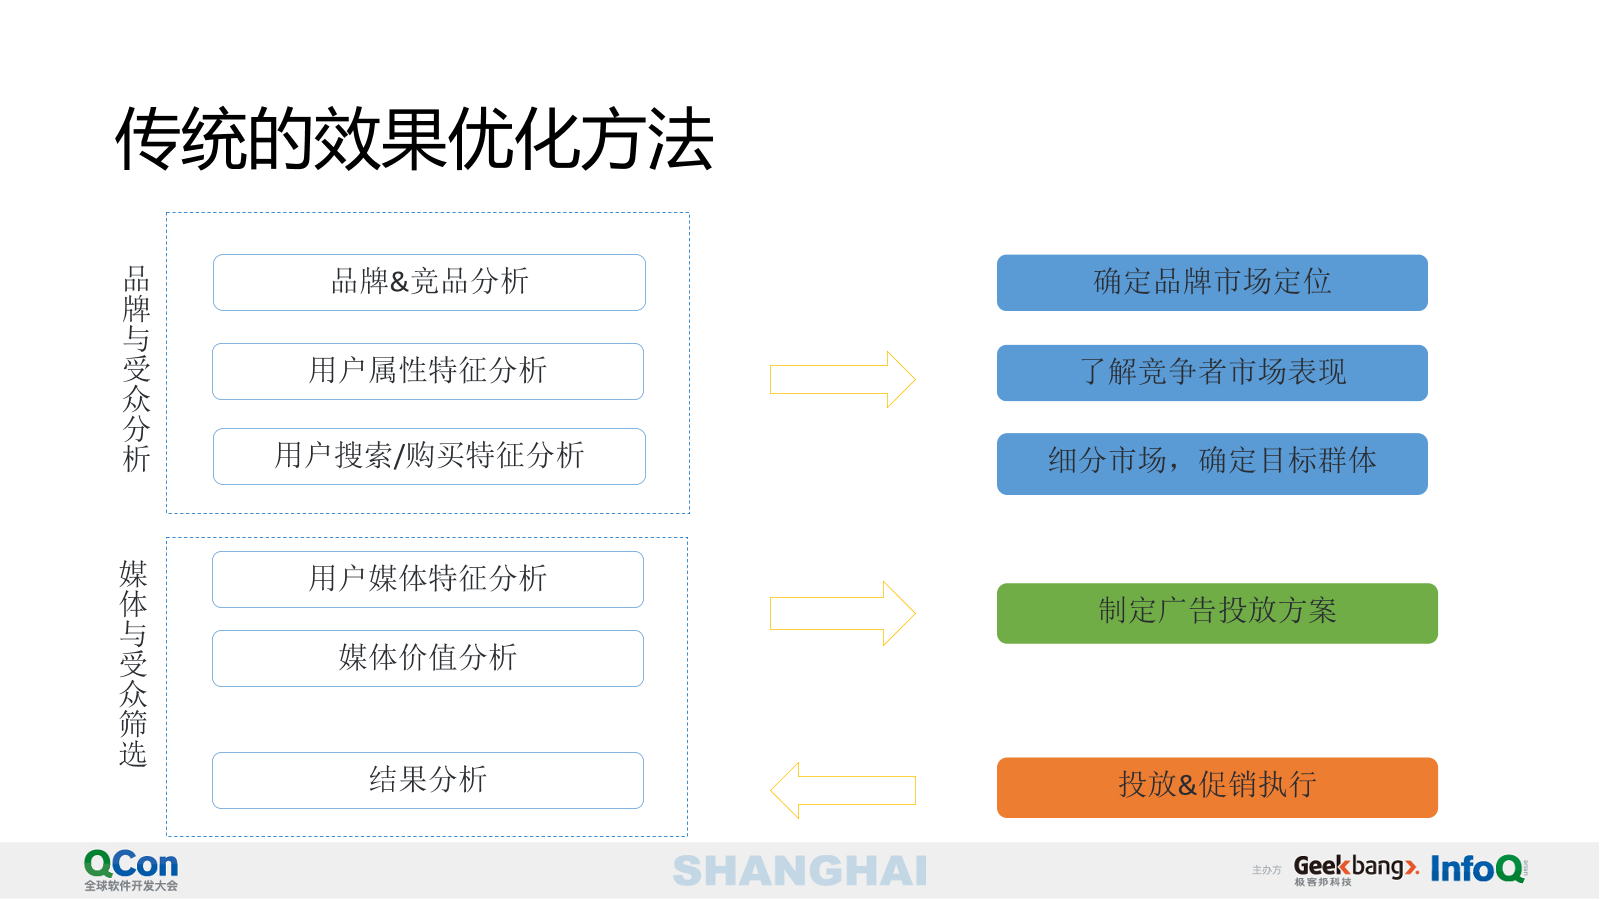 传统的效果优化方法
品牌与受众分析
品牌&竞品分析
用户属性特征分析
用户搜索/购买特征分析
确定品牌市场定位
了解竞争者市场表现
细分市场，确定目标群体
媒体与受众筛选
用户媒体特征分析
媒体价值分析
结果分析
制定广告投放方案
投放&促销执行
QCon
全球软件开发大会
SHANGHAI
主办方
Geekbang
极客邦科技
InfoQ